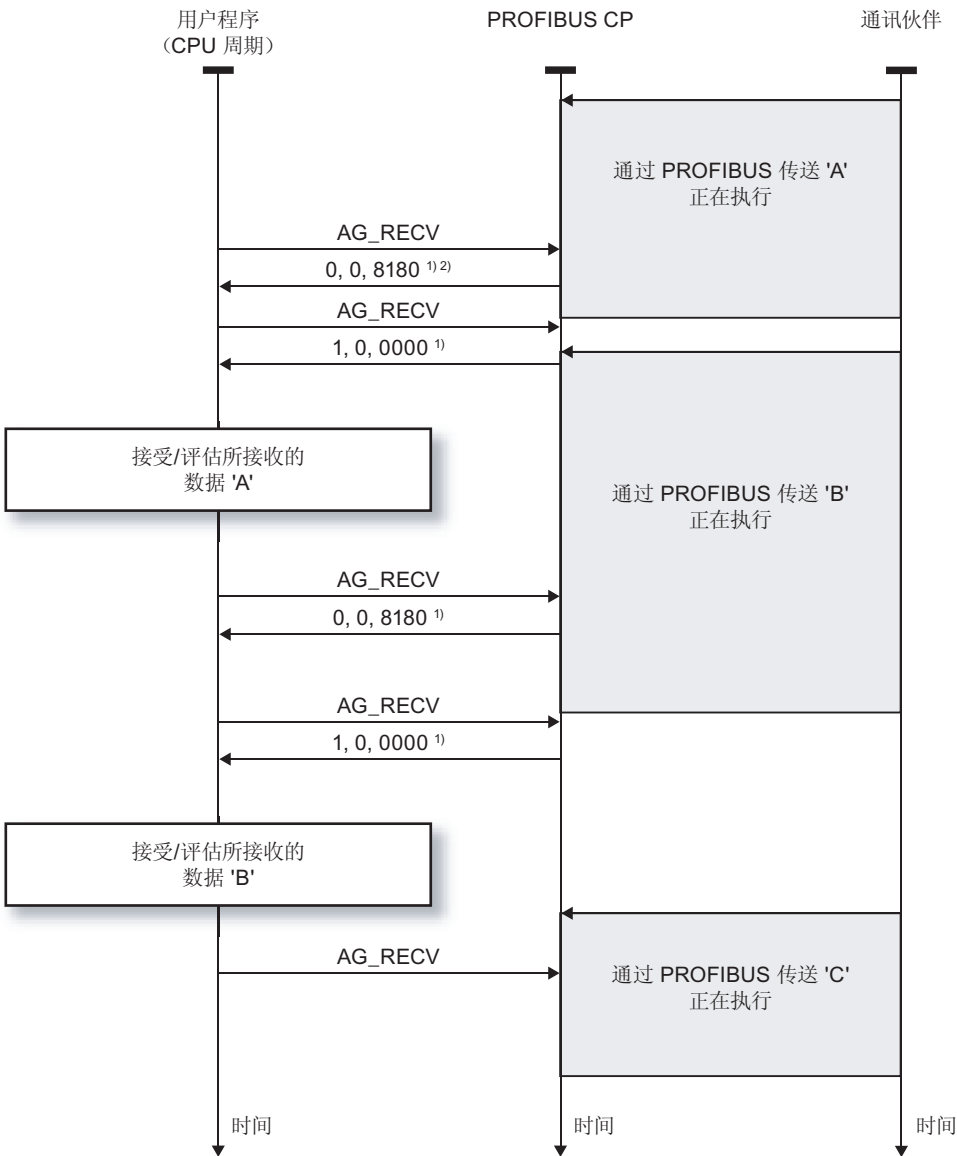 用户程序
（CPU 周期）
PROFIBUS CP
通讯伙伴
通过 PROFIBUS 传送 'A'
正在执行
AG_RECV
0, 0, 8180 1) 2)
AG_RECV
1, 0, 0000 1)
接受/评估所接收的
数据 'A'
通过 PROFIBUS 传送 'B'
正在执行
AG_RECV
0, 0, 8180 1)
AG_RECV
1, 0, 0000 1)
接受/评估所接收的
数据 'B'
AG_RECV
通过 PROFIBUS 传送 'C'
正在执行
时间
时间
时间